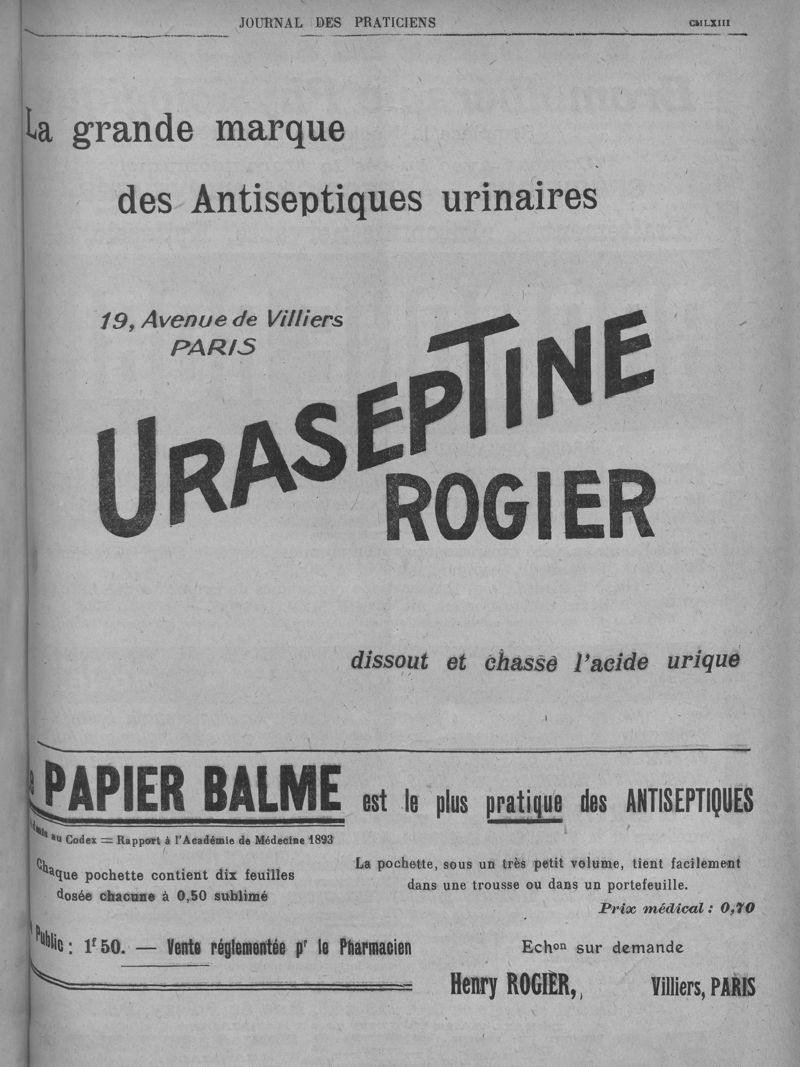 JOURNAL DES PRATICIENS
La grande marque
des Antiseptiques urinaires
19, Avenue de Villiers
PARIS
URASEPTINE
ROGIER
dissout et chasse l'acide urique
PAPIER BALME est le plus pratique des ANTISEPTIQUES
au Codex = Rapport à l'Académie de Médecine 1893
Chaque pochette contient dix feuilles
dosée chacune à 0,50 sublimé
La pochette, sous un très petit volume, tient facilement
dans une trousse ou dans un portefeuille.
Prix médical : 0,70
Public : 1f 50. — Vente réglementée pr le Pharmacien
Echon sur demande
Henry ROGIER, Villiers, PARIS